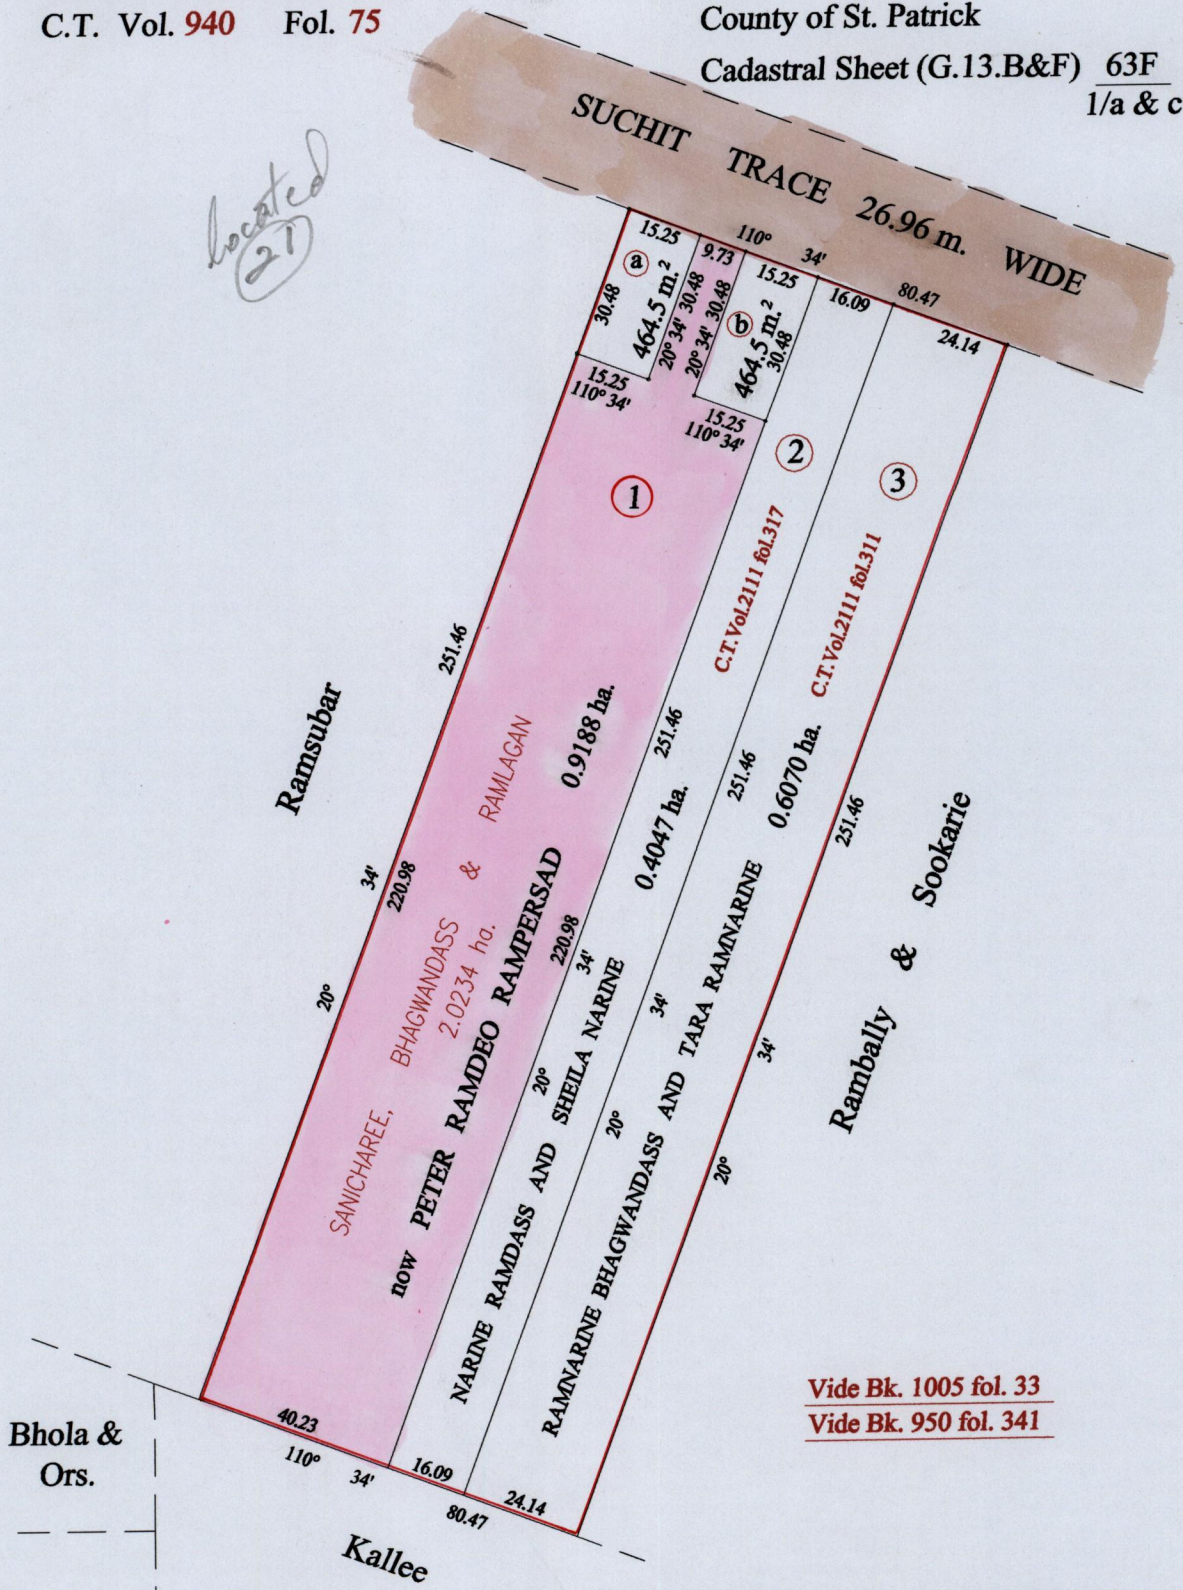 C.T. Vol. 940 Fol. 75
County of St. Patrick
Cadastral Sheet (G.13.B&F) 63F
1/a & c
located
21
SUCHIT TRACE 26.96 m. WIDE
15.25
9.73
110° 34'
15.25
16.09
80.47
24.14
a
30.48
464.5 m.²
20° 34' 30.48
20° 34' 30.48
b
464.5 m.²
30.48
15.25
110° 34'
15.25
110° 34'
1
2
3
C.T.Vol.2111 fol.317
C.T.Vol.2111 fol.311
251.46
Ramsubar
34'
220.98
20°
SANICHAREE, BHAGWANDASS & RAMLAGAN
2.0234 ha.
now PETER RAMDEO RAMPERSAD 0.9188 ha.
251.46
220.98
34'
20°
NARINE RAMDASS AND SHEILA NARINE 0.4047 ha.
251.46
34'
20°
RAMNARINE BHAGWANDASS AND TARA RAMNARINE 0.6070 ha.
251.46
34'
20°
Rambally & Sookarie
Vide Bk. 1005 fol. 33
Vide Bk. 950 fol. 341
Bhola &
Ors.
40.23
110° 34'
16.09
80.47
24.14
Kallee